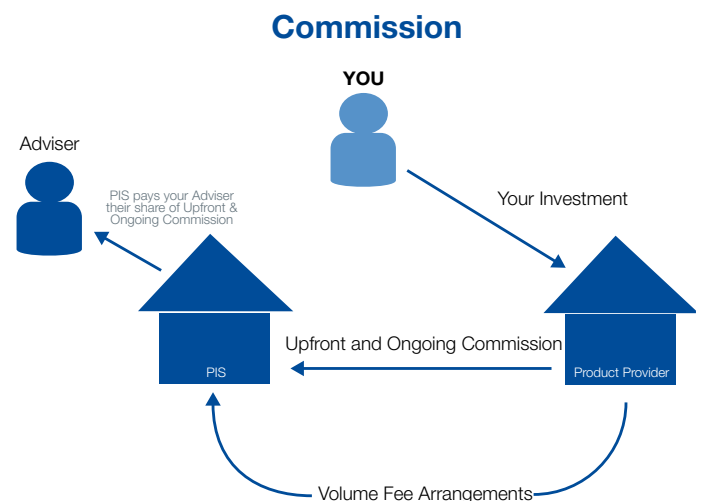 Commission
YOU
Adviser
PIS pays your Adviser
their share of Upfront &
Ongoing Commission
Your Investment
Upfront and Ongoing Commission
PIS
Product Provider
Volume Fee Arrangements